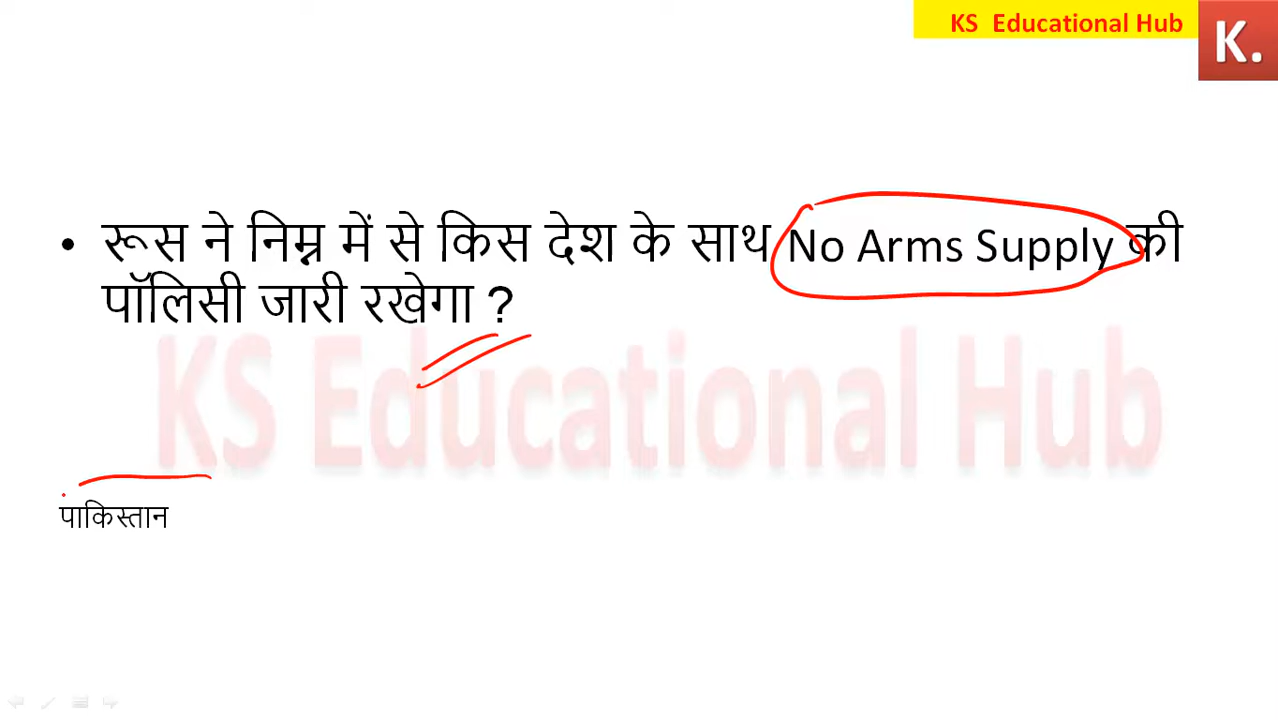 KS Educational Hub
K.
• रूस ने निम्न में से किस देश के साथ No Arms Supply की
पॉलिसी जारी रखेगा ?
KS Educational Hub
पाकिस्तान